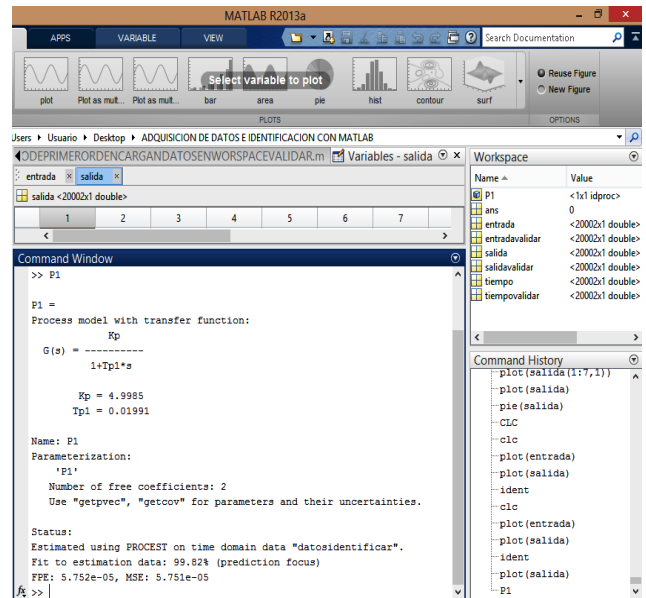 MATLAB R2013a
APPS VARIABLE VIEW Search Documentation
Select variable to plot
plot Plot as mult... Plot as mult... bar area pie hist contour surf
Reuse Figure
New Figure
PLOTS OPTIONS
Jsers Usuario Desktop ADQUISICION DE DATOS E IDENTIFICACION CON MATLAB
ODEPRIMERORDENCARGANDATOSENWORSPACEVALIDAR.m Variables - salida
entrada salida
salida <20002x1 double>
1 2 3 4 5 6 7
Workspace
Name Value
P1 <1x1 idproc>
ans 0
entrada <20002x1 double>
entradavalidar <20002x1 double>
salida <20002x1 double>
salidavalidar <20002x1 double>
tiempo <20002x1 double>
tiempovalidar <20002x1 double>
Command Window
>> P1
P1 =
Process model with transfer function:
Kp
G(s) = ----------
1+Tp1*s
Kp = 4.9985
Tp1 = 0.01991
Name: P1
Parameterization:
'P1'
Number of free coefficients: 2
Use "getpvec", "getcov" for parameters and their uncertainties.
Status:
Estimated using PROCEST on time domain data "datosidentificar".
Fit to estimation data: 99.82% (prediction focus)
FPE: 5.752e-05, MSE: 5.751e-05
fx >>
Command History
plot(salida(1:7,1))
plot(salida)
pie(salida)
CLC
clc
plot(entrada)
plot(salida)
ident
clc
plot(entrada)
plot(salida)
ident
plot(salida)
P1